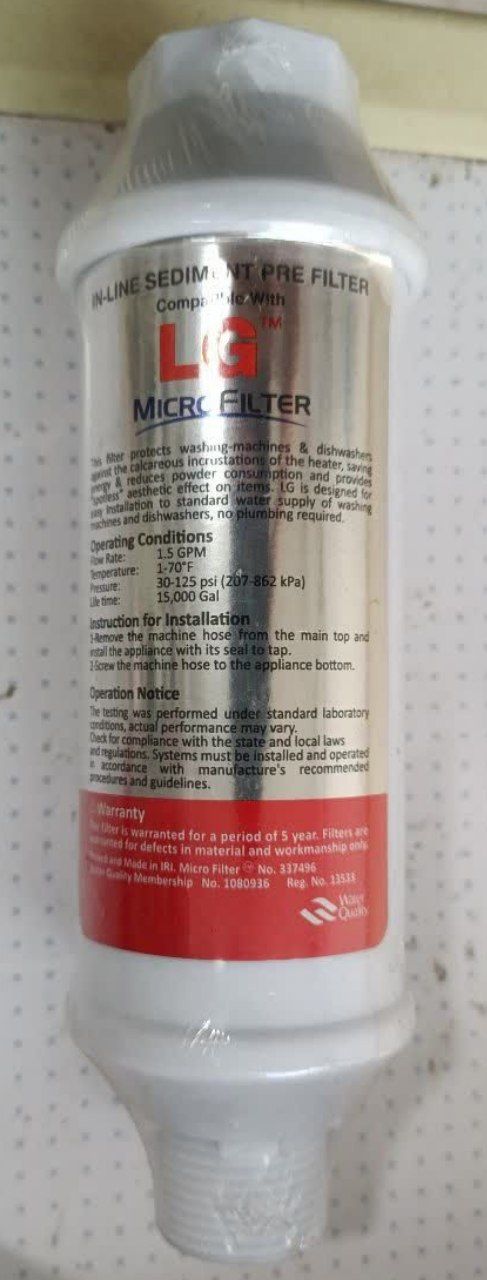 IN-LINE SEDIMENT PRE FILTER
Compatible With
LG™
MICRO FILTER
This filter protects washing-machines & dishwashers
against the calcareous incrustations of the heater, saving
energy & reduces powder consumption and provides
"spotless" aesthetic effect on items. LG is designed for
easy installation to standard water supply of washing
machines and dishwashers, no plumbing required.
Operating Conditions
Flow Rate: 1.5 GPM
Temperature: 1-70°F
Pressure: 30-125 psi (207-862 kPa)
Life time: 15,000 Gal
Instruction for Installation
1-Remove the machine hose from the main top and
install the appliance with its seal to tap.
2-Screw the machine hose to the appliance bottom.
Operation Notice
The testing was performed under standard laboratory
conditions, actual performance may vary.
Check for compliance with the state and local laws
and regulations. Systems must be installed and operated
in accordance with manufacture's recommended
procedures and guidelines.
Warranty
filter is warranted for a period of 5 year. Filters are
warranted for defects in material and workmanship only.
and Made in IRI. Micro Filter No. 337496
Water Quality Membership No. 1080936 Reg. No. 13533
Water
Quality